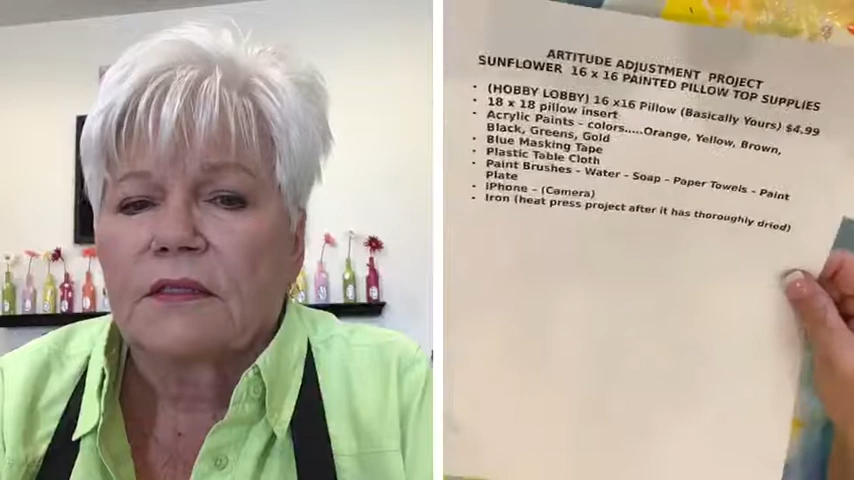 ARTITUDE ADJUSTMENT PROJECT
SUNFLOWER 16 x 16 PAINTED PILLOW TOP SUPPLIES
• (HOBBY LOBBY) 16 x16 Pillow (Basically Yours) $4.99
• 18 x 18 pillow insert
• Acrylic Paints - colors.....Orange, Yellow, Brown,
Black, Greens, Gold
• Blue Masking Tape
• Plastic Table Cloth
• Paint Brushes - Water - Soap - Paper Towels - Paint
Plate
• iPhone - (Camera)
• Iron (heat press project after it has thoroughly dried)